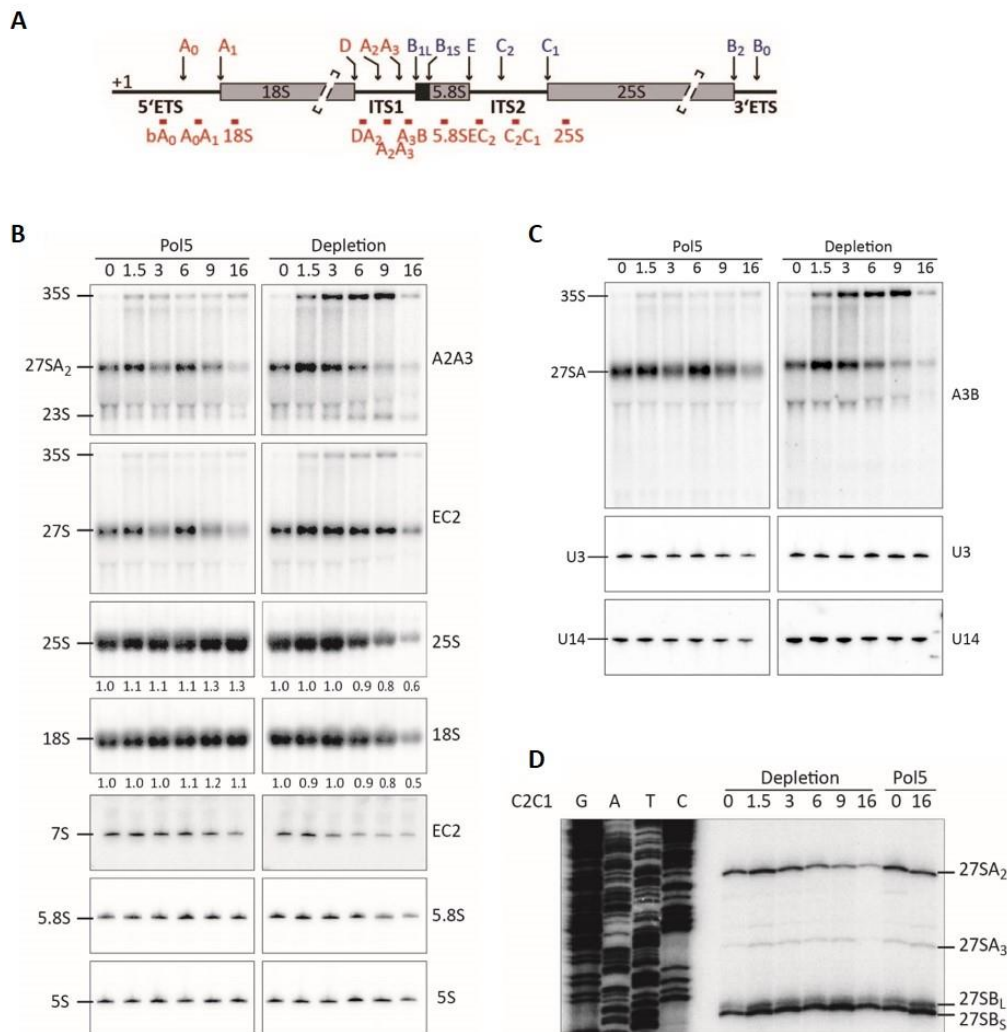 A
A0 A1 D A2 A3 B1L B1S E C2 C1 B2 B0
+1
18S 5.8S 25S
5'ETS ITS1 ITS2 3'ETS
bA0 A0A1 18S DA2 A3B 5.8S EC2 C2C1 25S
A2A3
B
Pol5 Depletion
0 1.5 3 6 9 16 0 1.5 3 6 9 16
35S
27SA2 A2A3
23S
35S
27S EC2
25S 25S
1.0 1.1 1.1 1.1 1.3 1.3 1.0 1.0 1.0 0.9 0.8 0.6
18S 18S
1.0 1.0 1.0 1.1 1.2 1.1 1.0 0.9 1.0 0.9 0.8 0.5
7S EC2
5.8S 5.8S
5S 5S
C
Pol5 Depletion
0 1.5 3 6 9 16 0 1.5 3 6 9 16
35S
27SA A3B
U3 U3
U14 U14
D
Depletion Pol5
C2C1 G A T C 0 1.5 3 6 9 16 0 16
27SA2
27SA3
27SBL
27SBS